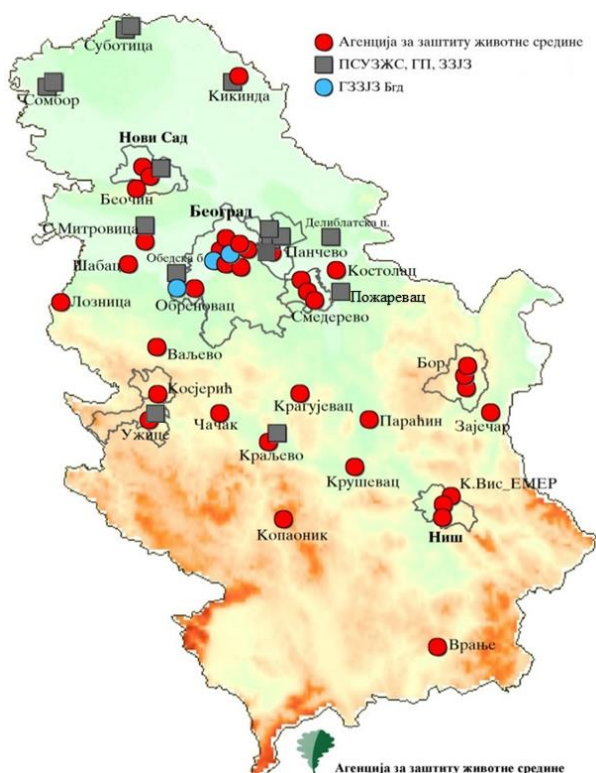 Суботица
Агенција за заштиту животне средине
ПСУЗЖС, ГП, ЗЗЈЗ
ГЗЗЈЗ Бгд
Сомбор
Кикинда
Нови Сад
Беочин
Београд
С.Митровица
Делиблатска п.
Обедска б.
Панчево
Шабац
Костолац
Лозница
Обреновац
Пожаревац
Смедерево
Ваљево
Бор
Косјерић
Крагујевац
Ужице
Чачак
Параћин
Зајечар
Краљево
Крушевац
К.Вис_ЕМЕР
Копаоник
Ниш
Врање
Агенција за заштиту животне средине